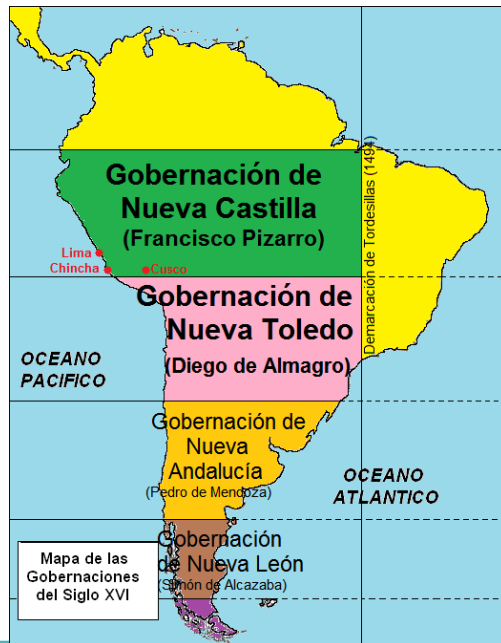 Gobernación de
Nueva Castilla
(Francisco Pizarro)
Demarcación de Tordesillas (1494)
Lima
Chincha
Cusco
Gobernación de
Nueva Toledo
(Diego de Almagro)
OCEANO
PACIFICO
Gobernación de
Nueva
Andalucía
(Pedro de Mendoza)
OCEANO
ATLANTICO
Gobernación
de Nueva León
(Simón de Alcazaba)
Mapa de las
Gobernaciones
del Siglo XVI